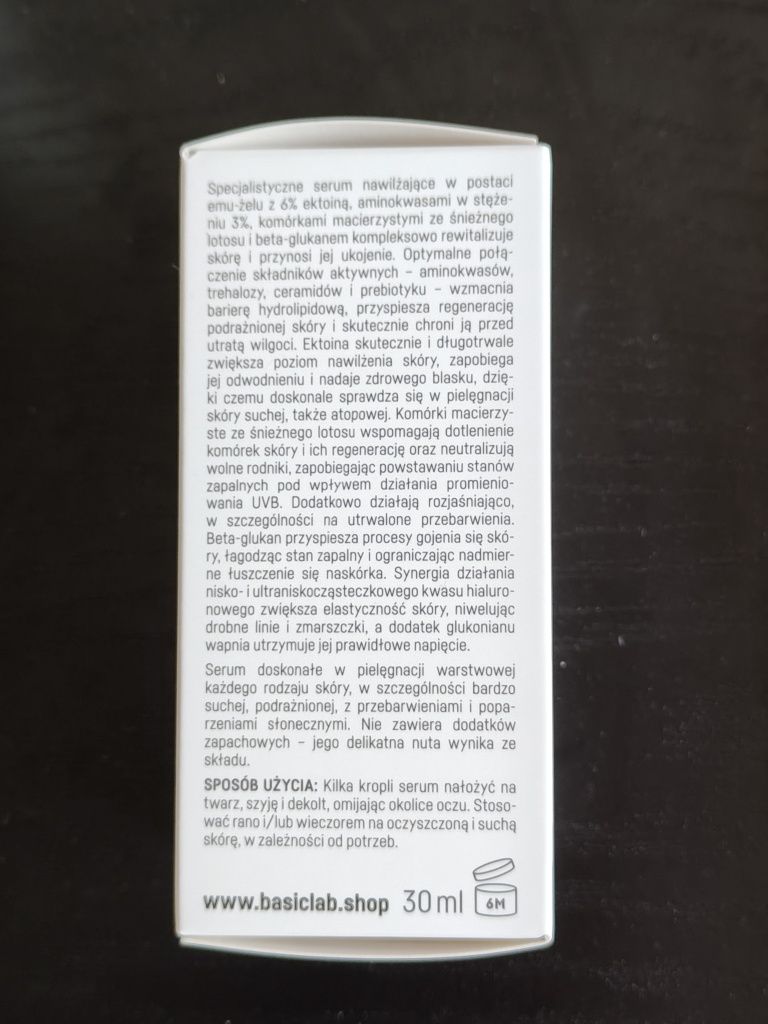 Specjalistyczne serum nawilżające w postaci
emu-żelu z 6% ektoiną, aminokwasami w stęże-
niu 3%, komórkami macierzystymi ze śnieżnego
lotosu i beta-glukanem kompleksowo rewitalizuje
skórę i przynosi jej ukojenie. Optymalne połą-
czenie składników aktywnych – aminokwasów,
trehalozy, ceramidów i prebiotyku – wzmacnia
barierę hydrolipidową, przyspiesza regenerację
podrażnionej skóry i skutecznie chroni ją przed
utratą wilgoci. Ektoina skutecznie i długotrwale
zwiększa poziom nawilżenia skóry, zapobiega
jej odwodnieniu i nadaje zdrowego blasku, dzię-
ki czemu doskonale sprawdza się w pielęgnacji
skóry suchej, także atopowej. Komórki macierzy-
ste ze śnieżnego lotosu wspomagają dotlenienie
komórek skóry i ich regenerację oraz neutralizują
wolne rodniki, zapobiegając powstawaniu stanów
zapalnych pod wpływem działania promienio-
wania UVB. Dodatkowo działają rozjaśniająco,
w szczególności na utrwalone przebarwienia.
Beta-glukan przyspiesza procesy gojenia się skó-
ry, łagodząc stan zapalny i ograniczając nadmier-
ne łuszczenie się naskórka. Synergia działania
nisko- i ultraniskocząsteczkowego kwasu hialuro-
nowego zwiększa elastyczność skóry, niwelując
drobne linie i zmarszczki, a dodatek glukonianu
wapnia utrzymuje jej prawidłowe napięcie.
Serum doskonałe w pielęgnacji warstwowej
każdego rodzaju skóry, w szczególności bardzo
suchej, podrażnionej, z przebarwieniami i popa-
rzeniami słonecznymi. Nie zawiera dodatków
zapachowych – jego delikatna nuta wynika ze
składu.
SPOSÓB UŻYCIA: Kilka kropli serum nałożyć na
twarz, szyję i dekolt, omijając okolice oczu. Stoso-
wać rano i/lub wieczorem na oczyszczoną i suchą
skórę, w zależności od potrzeb.
www.basiclab.shop 30 ml 6M